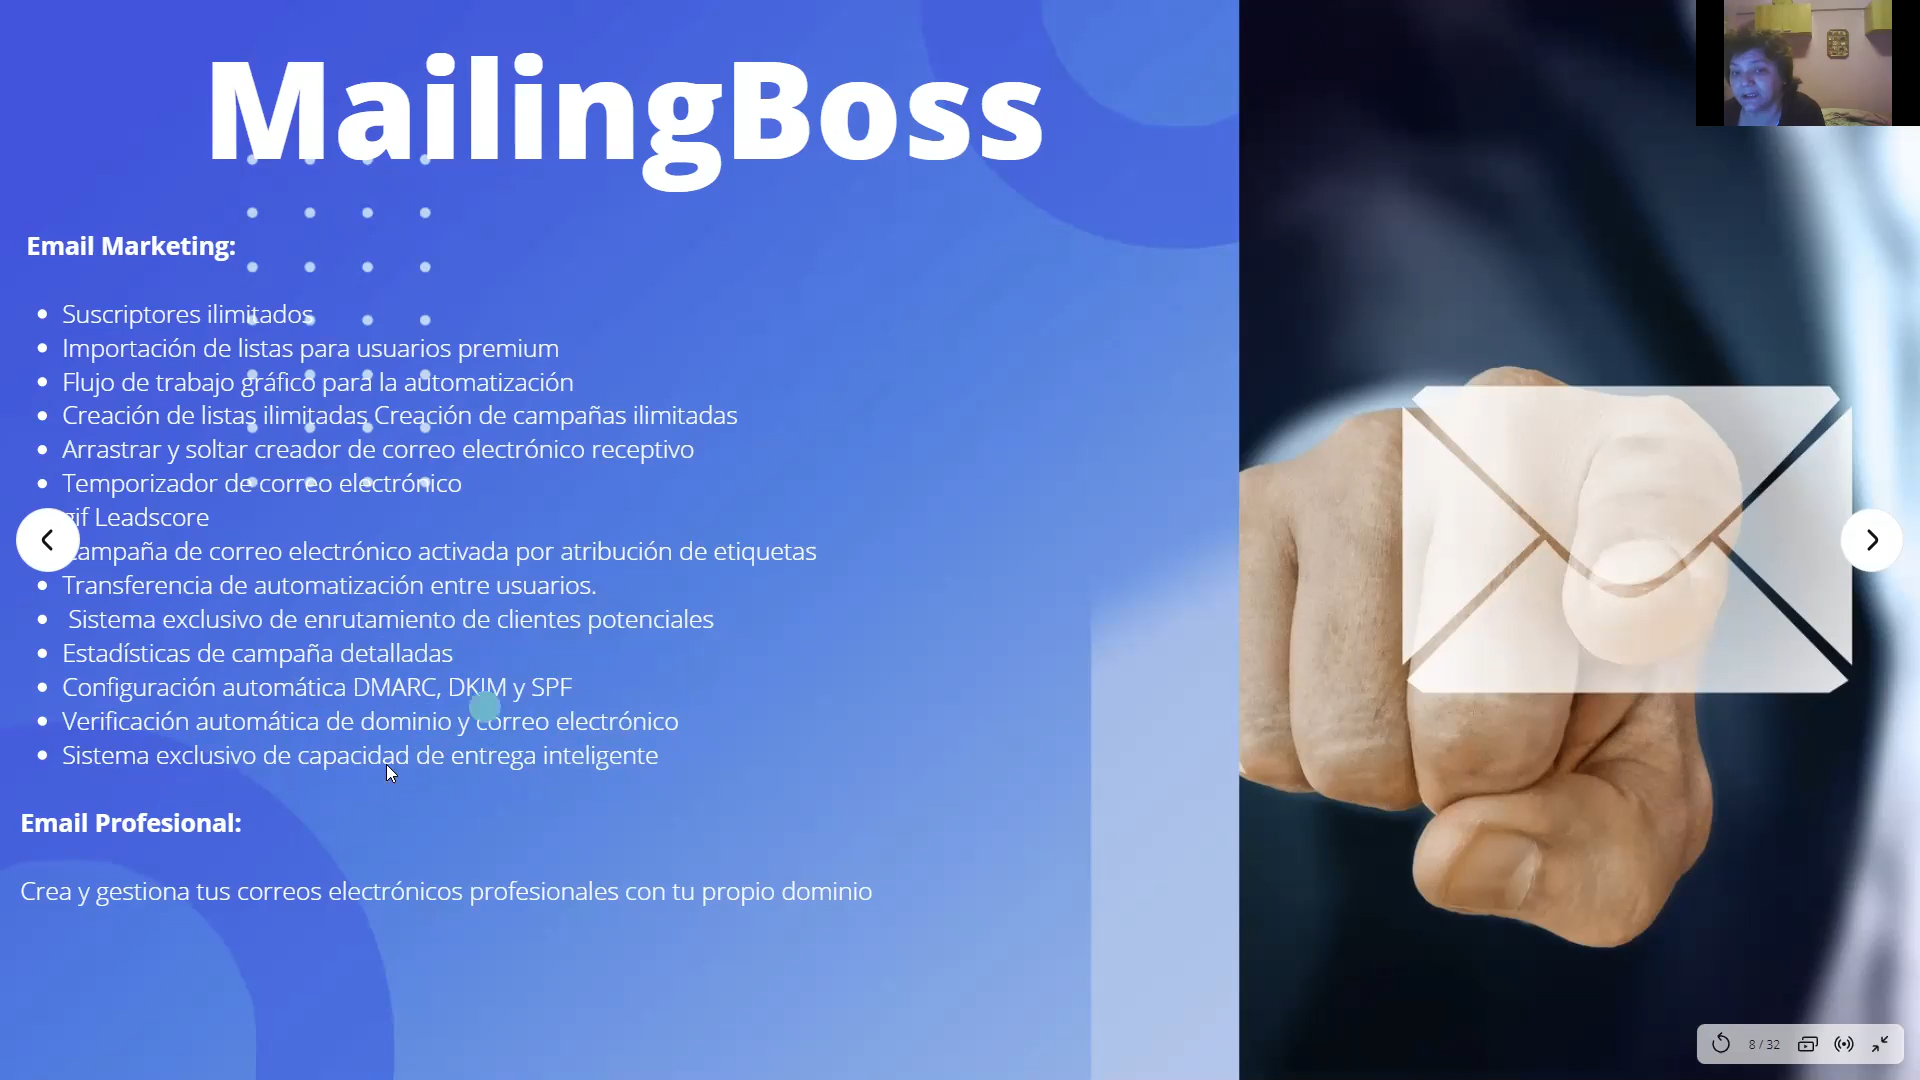 MailingBoss
Email Marketing:
Suscriptores ilimitados
Importación de listas para usuarios premium
Flujo de trabajo gráfico para la automatización
Creación de listas ilimitadas Creación de campañas ilimitadas
Arrastrar y soltar creador de correo electrónico receptivo
Temporizador de correo electrónico
gif Leadscore
campaña de correo electrónico activada por atribución de etiquetas
Transferencia de automatización entre usuarios.
Sistema exclusivo de enrutamiento de clientes potenciales
Estadísticas de campaña detalladas
Configuración automática DMARC, DKIM y SPF
Verificación automática de dominio y correo electrónico
Sistema exclusivo de capacidad de entrega inteligente
Email Profesional:
Crea y gestiona tus correos electrónicos profesionales con tu propio dominio
8 / 32